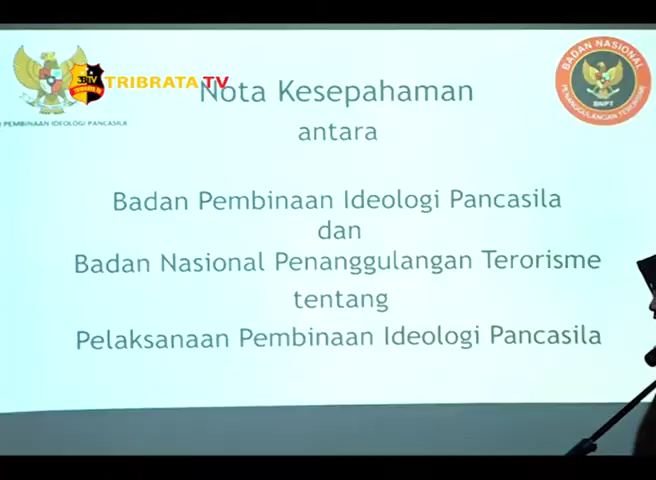 TRIBRATA TV
Nota Kesepahaman
antara
Badan Pembinaan Ideologi Pancasila
dan
Badan Nasional Penanggulangan Terorisme
tentang
Pelaksanaan Pembinaan Ideologi Pancasila
PEMBINAAN IDEOLOGI PANCASILA
BADAN NASIONAL
PENANGGULANGAN TERORISME
BNPT